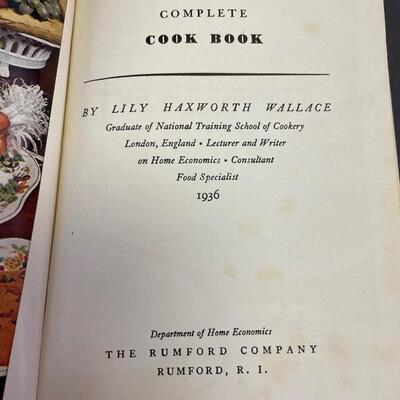 COMPLETE
COOK BOOK
BY LILY HAXWORTH WALLACE
Graduate of National Training School of Cookery
London, England • Lecturer and Writer
on Home Economics • Consultant
Food Specialist
1936
Department of Home Economics
THE RUMFORD COMPANY
RUMFORD, R. I.